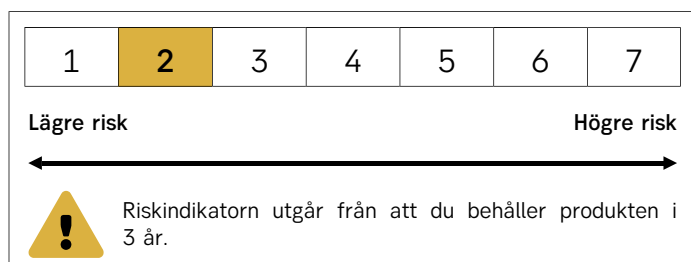 1 2 3 4 5 6 7
Lägre risk Högre risk
Riskindikatorn utgår från att du behåller produkten i
3 år.